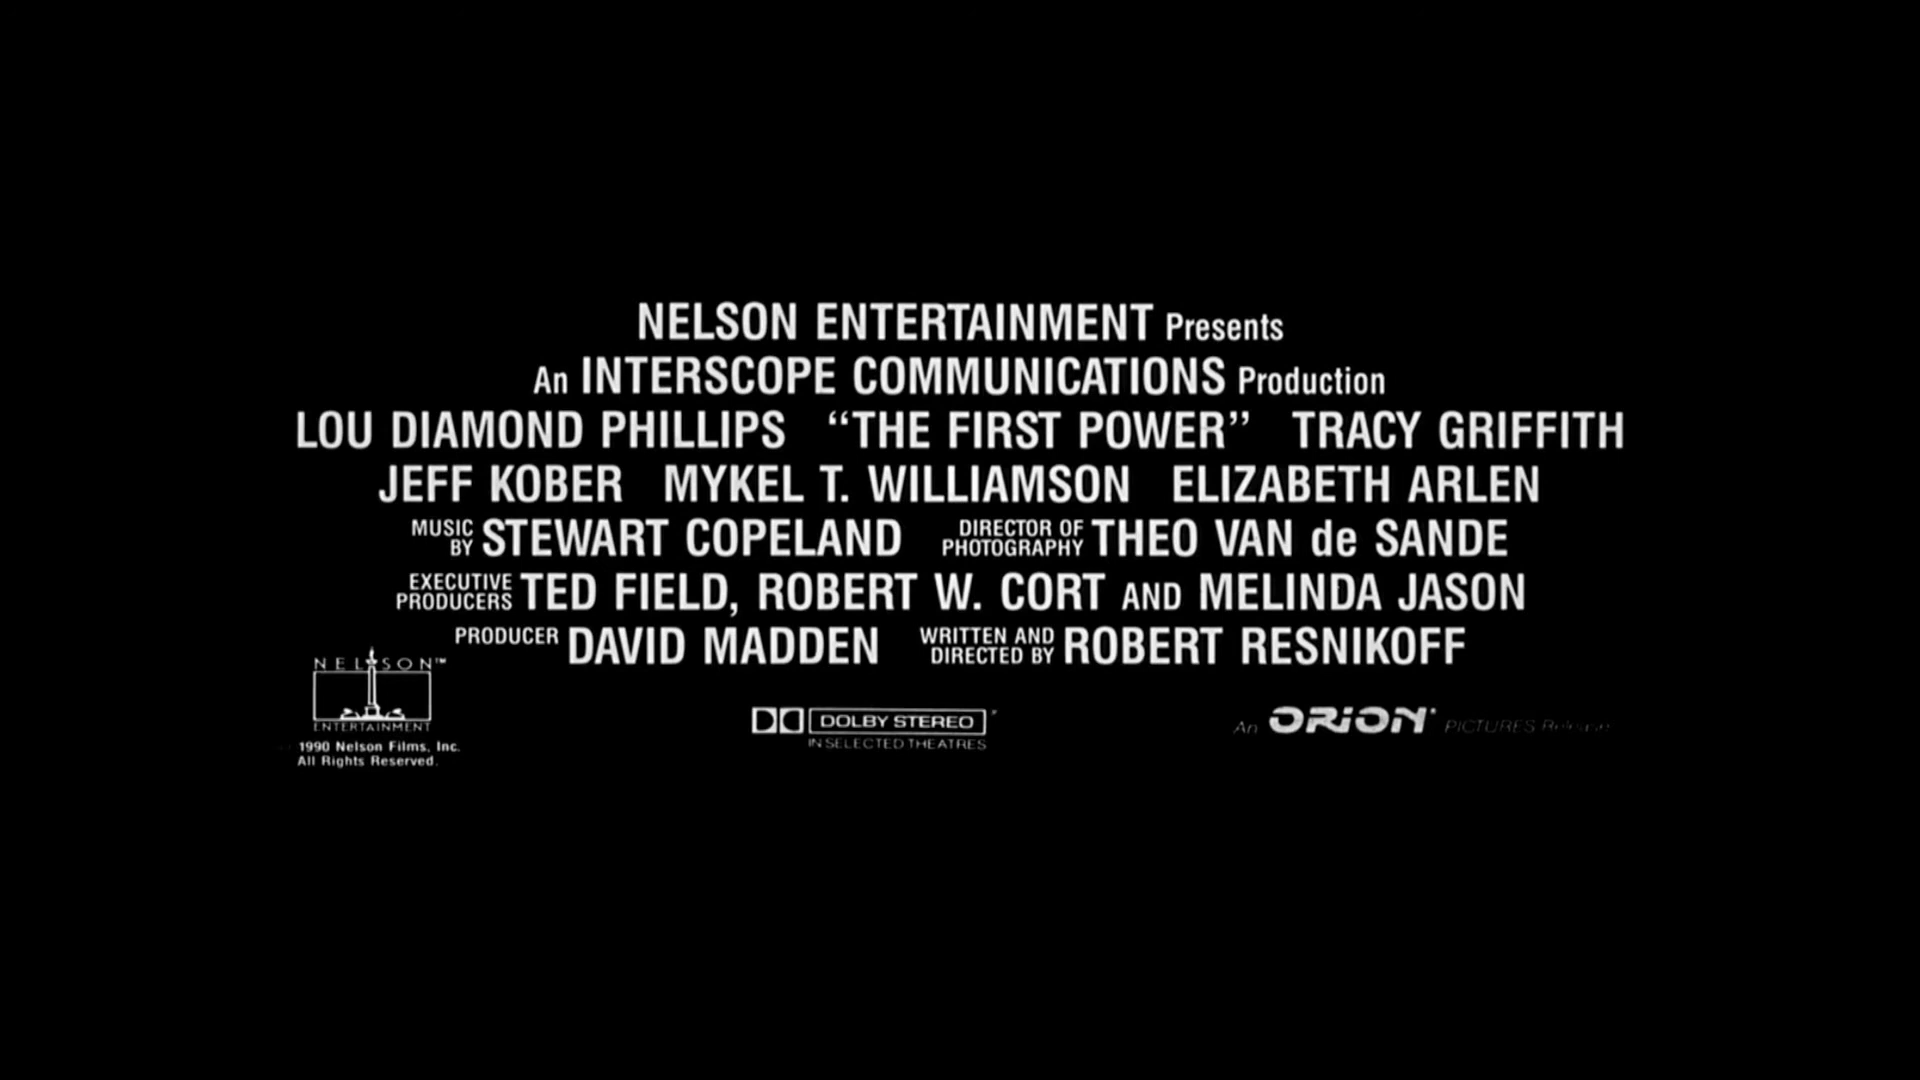 NELSON ENTERTAINMENT Presents
An INTERSCOPE COMMUNICATIONS Production
LOU DIAMOND PHILLIPS "THE FIRST POWER" TRACY GRIFFITH
JEFF KOBER MYKEL T. WILLIAMSON ELIZABETH ARLEN
MUSIC BY STEWART COPELAND DIRECTOR OF PHOTOGRAPHY THEO VAN de SANDE
EXECUTIVE PRODUCERS TED FIELD, ROBERT W. CORT AND MELINDA JASON
PRODUCER DAVID MADDEN WRITTEN AND DIRECTED BY ROBERT RESNIKOFF
NELSON™
ENTERTAINMENT
1990 Nelson Films, Inc.
All Rights Reserved.
DOLBY STEREO
IN SELECTED THEATRES
An ORION PICTURES Release